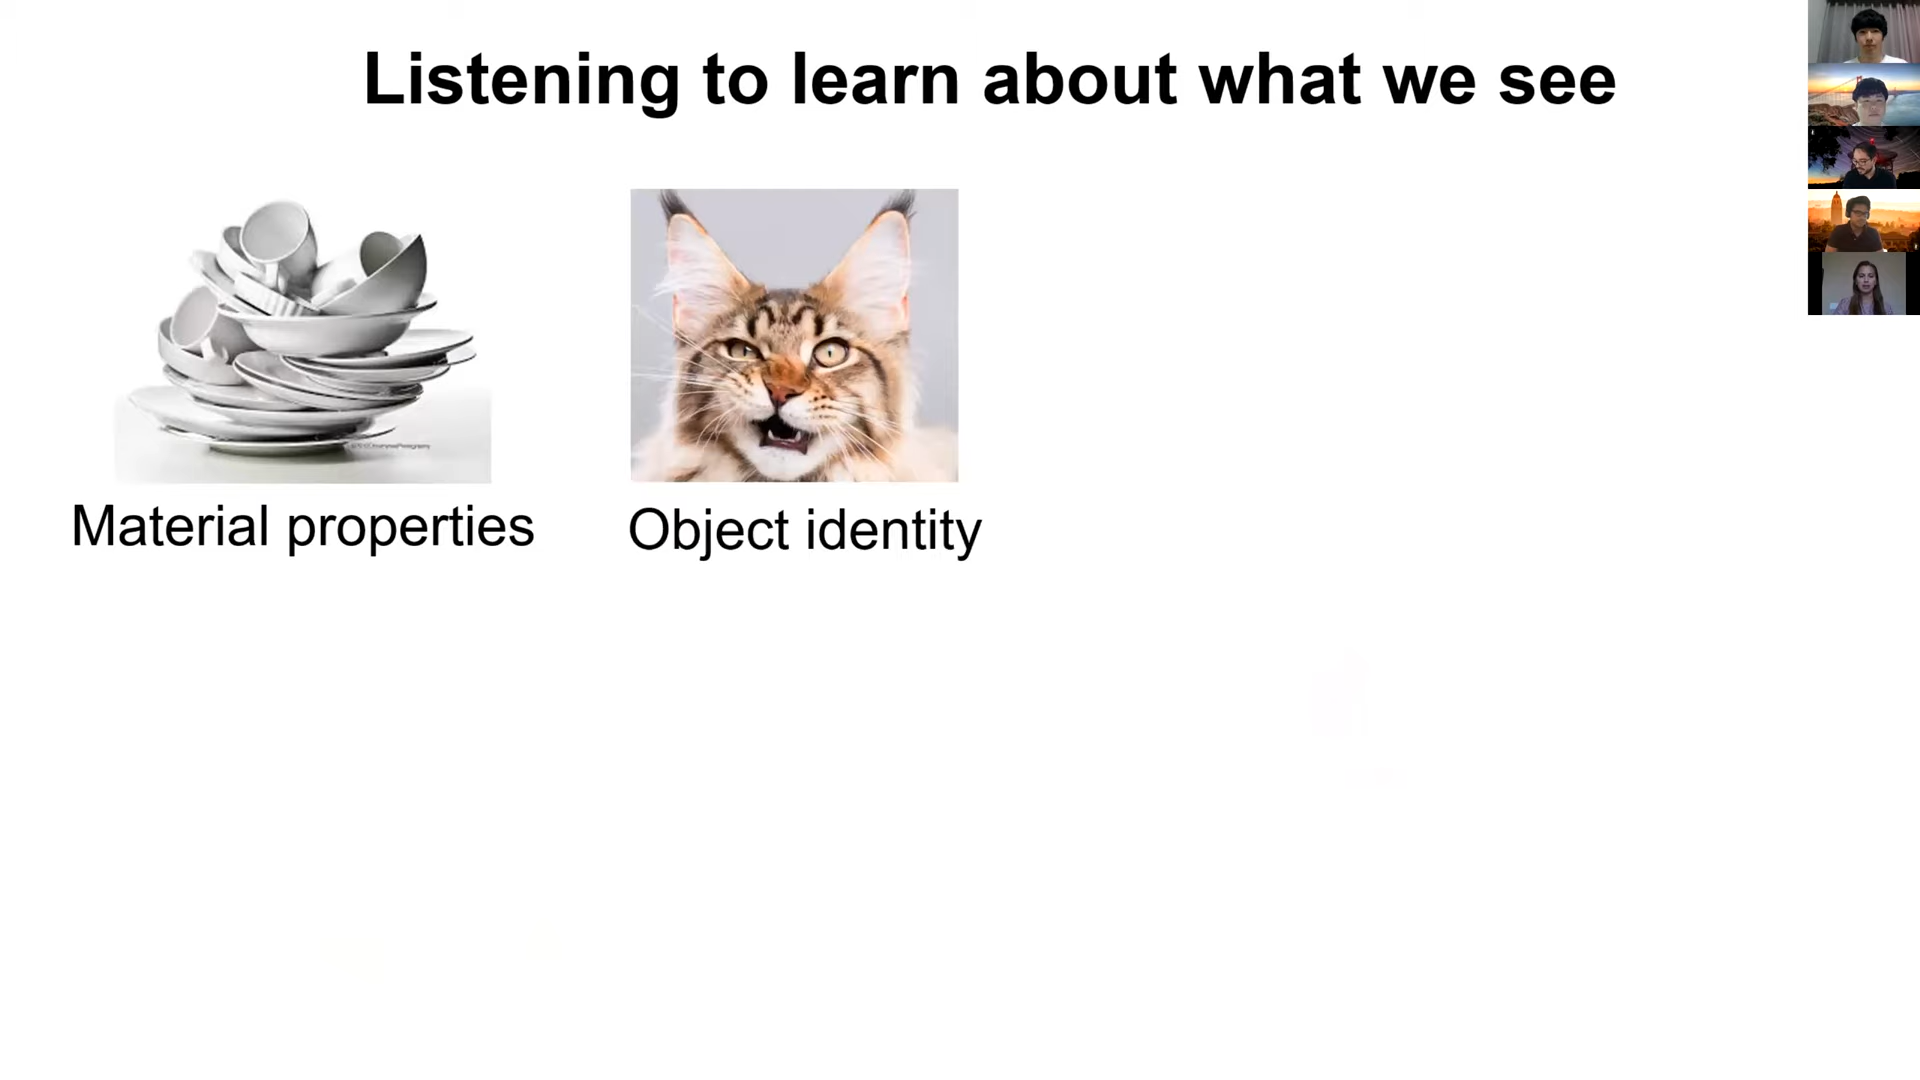 Listening to learn about what we see
Material properties
Object identity